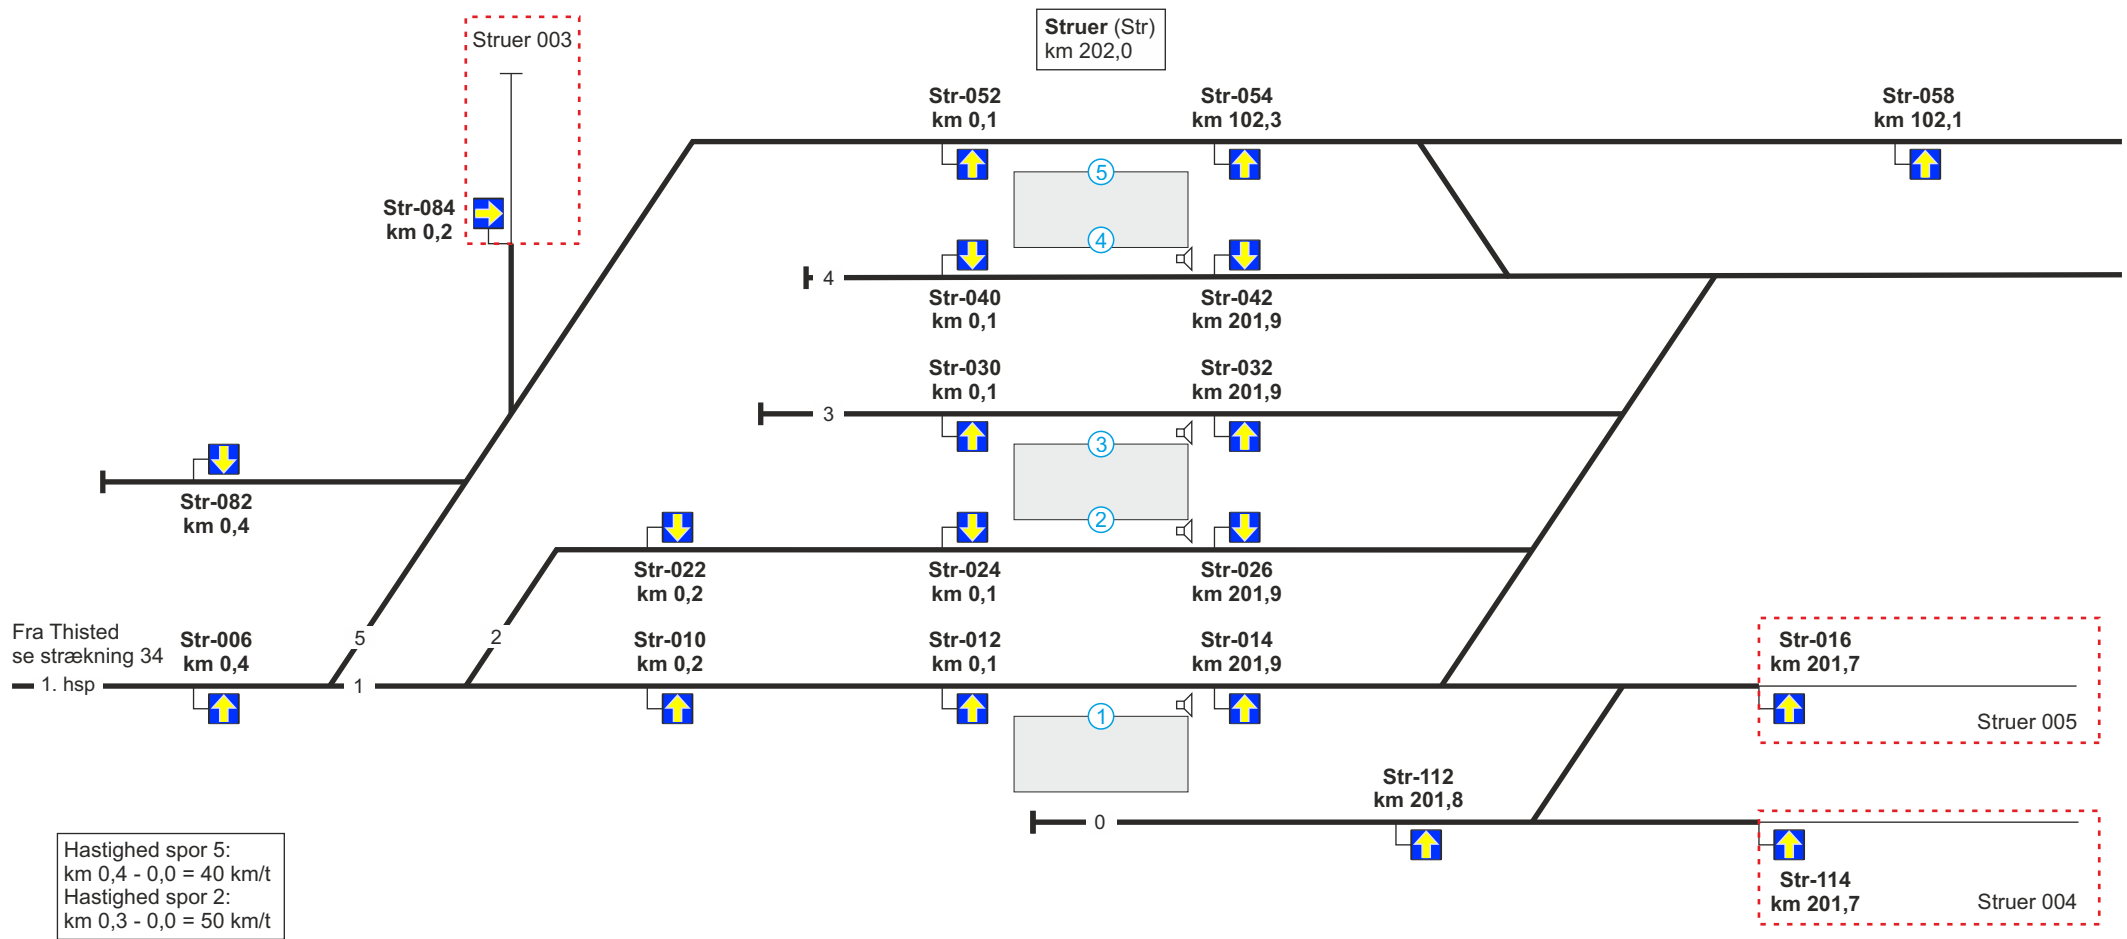 Struer 003
Struer (Str)
km 202,0
Str-052
km 0,1
Str-054
km 102,3
Str-058
km 102,1
5
Str-084
km 0,2
4
4
Str-040
km 0,1
Str-042
km 201,9
Str-030
km 0,1
Str-032
km 201,9
3
3
Str-082
km 0,4
2
Str-022
km 0,2
Str-024
km 0,1
Str-026
km 201,9
Fra Thisted
se strækning 34
Str-006
km 0,4
5
2
Str-010
km 0,2
Str-012
km 0,1
Str-014
km 201,9
Str-016
km 201,7
1. hsp
1
1
Struer 005
Str-112
km 201,8
0
Str-114
km 201,7
Struer 004
Hastighed spor 5:
km 0,4 - 0,0 = 40 km/t
Hastighed spor 2:
km 0,3 - 0,0 = 50 km/t